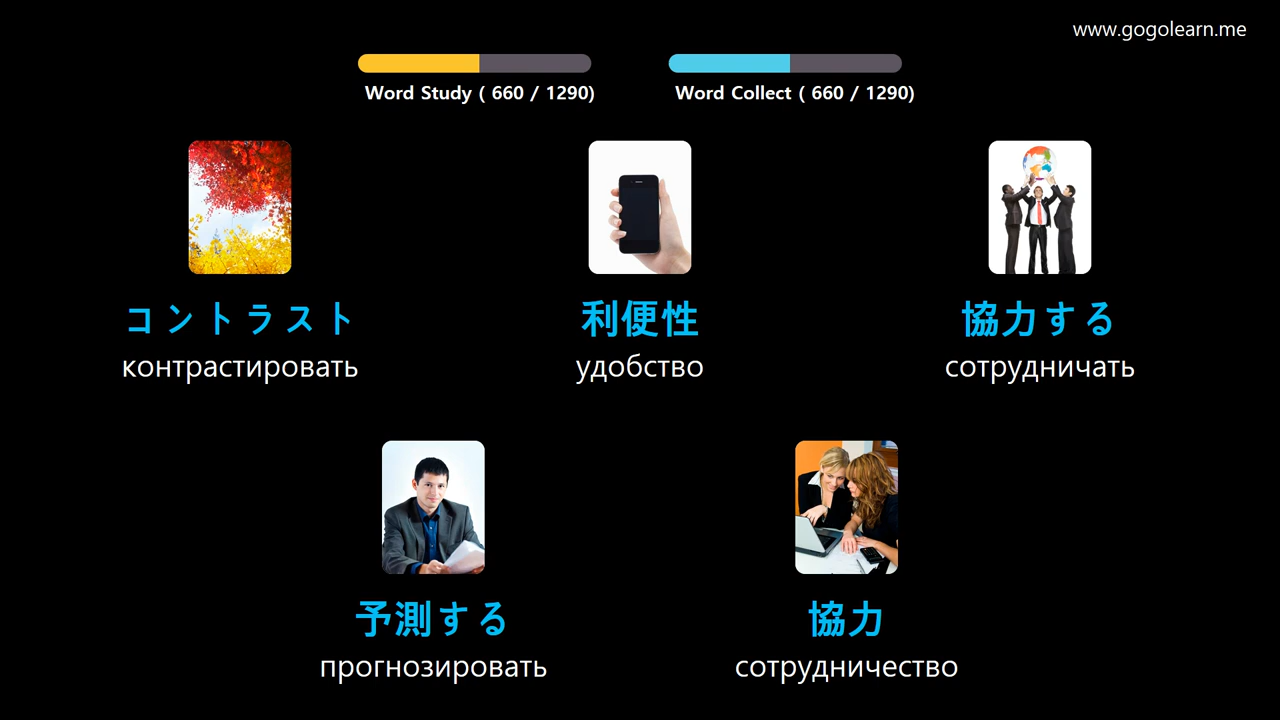 www.gogolearn.me
Word Study ( 660 / 1290)
Word Collect ( 660 / 1290)
コントラスト
контрастировать
利便性
удобство
協力する
сотрудничать
予測する
прогнозировать
協力
сотрудничество